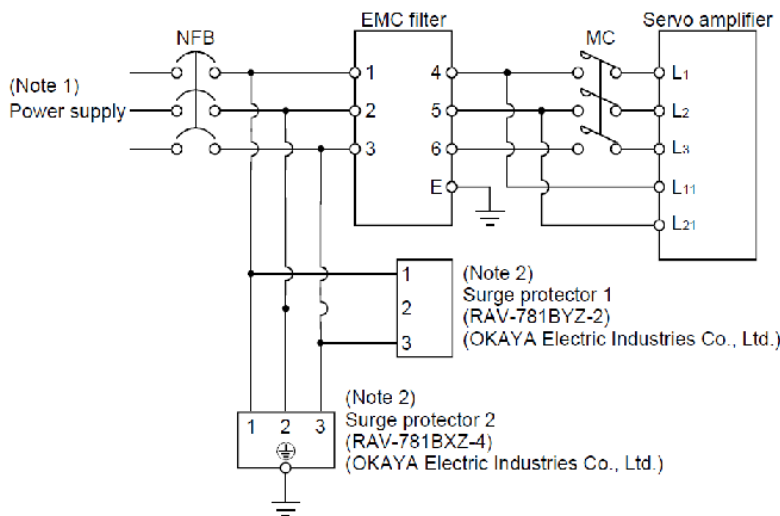 EMC filter
Servo amplifier
NFB
MC
(Note 1)
Power supply
1
2
3
4
5
6
E
L1
L2
L3
L11
L21
1
2
3
(Note 2)
Surge protector 1
(RAV-781BYZ-2)
(OKAYA Electric Industries Co., Ltd.)
1 2 3
(Note 2)
Surge protector 2
(RAV-781BXZ-4)
(OKAYA Electric Industries Co., Ltd.)